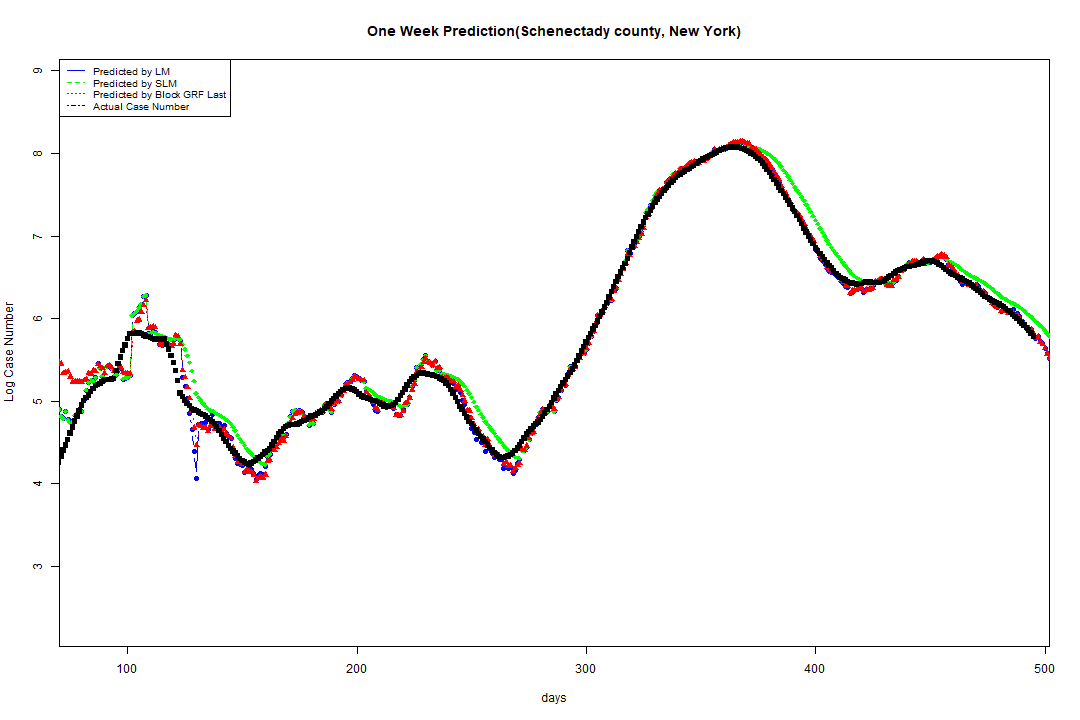 One Week Prediction(Schenectady county, New York)
Predicted by LM
Predicted by SLM
Predicted by Block GRF Last
Actual Case Number
9
8
7
6
5
4
3
Log Case Number
100 200 300 400 500
days